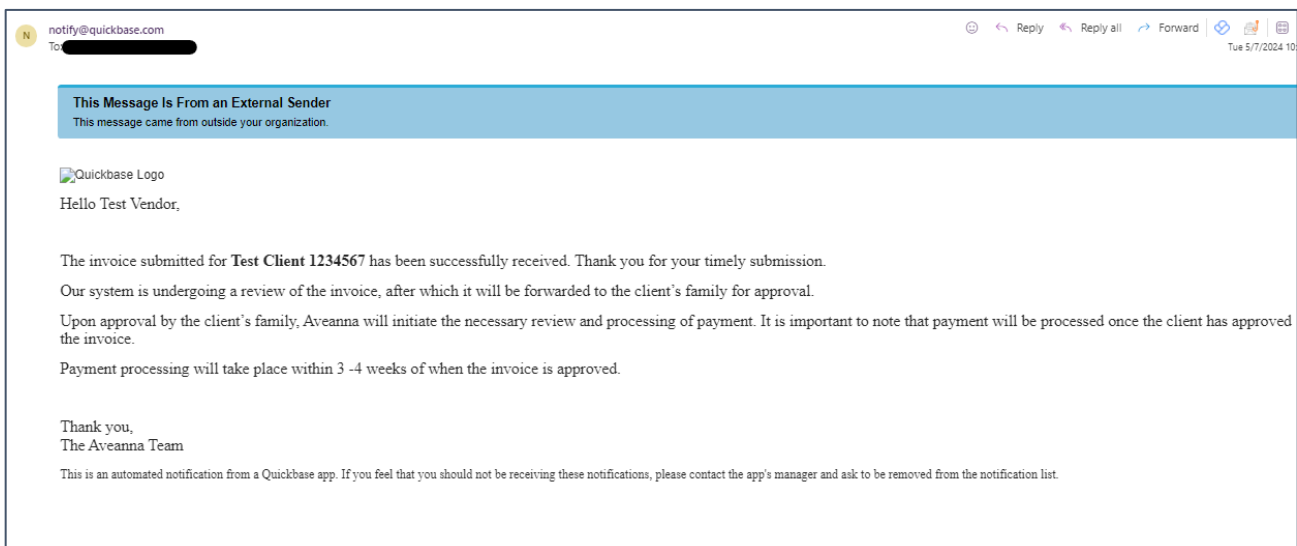 N
notify@quickbase.com
To:
Reply
Reply all
Forward
Tue 5/7/2024 10:
This Message Is From an External Sender
This message came from outside your organization.
Quickbase Logo
Hello Test Vendor,
The invoice submitted for Test Client 1234567 has been successfully received. Thank you for your timely submission.
Our system is undergoing a review of the invoice, after which it will be forwarded to the client's family for approval.
Upon approval by the client's family, Aveanna will initiate the necessary review and processing of payment. It is important to note that payment will be processed once the client has approved
the invoice.
Payment processing will take place within 3 -4 weeks of when the invoice is approved.
Thank you,
The Aveanna Team
This is an automated notification from a Quickbase app. If you feel that you should not be receiving these notifications, please contact the app's manager and ask to be removed from the notification list.